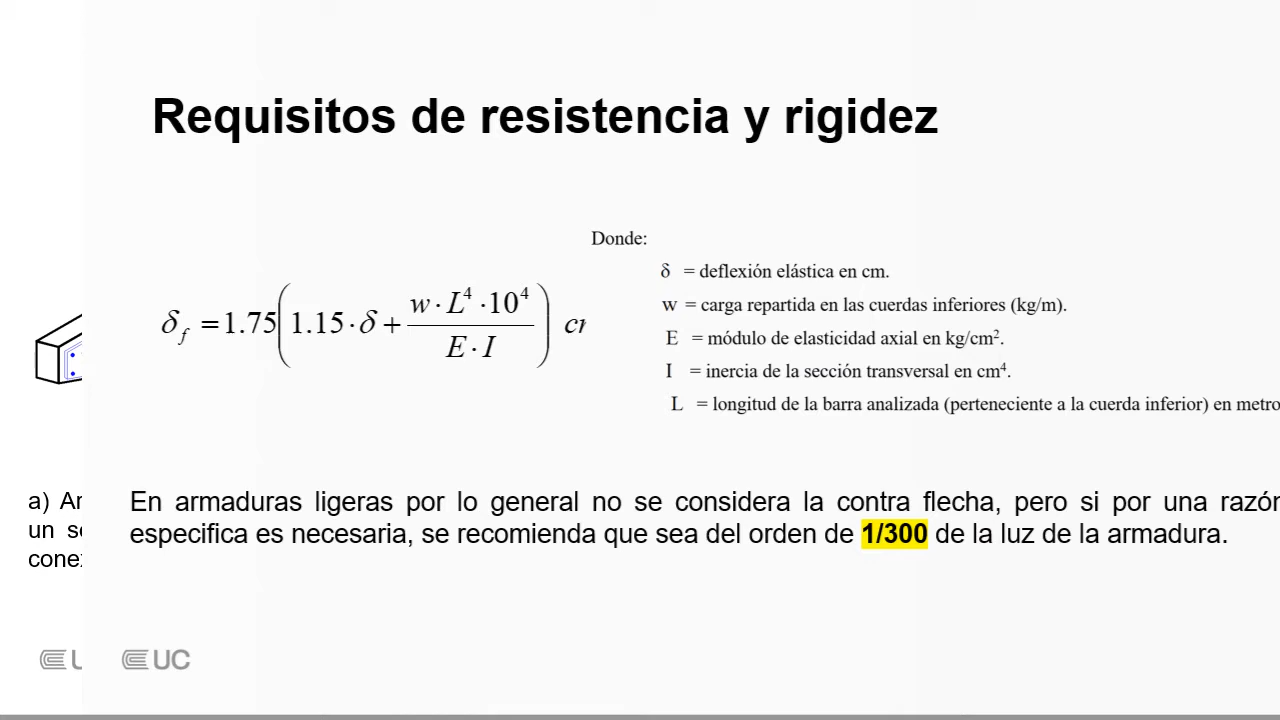 Requisitos de resistencia y rigidez
Donde:
δ = deflexión elástica en cm.
w = carga repartida en las cuerdas inferiores (kg/m).
E = módulo de elasticidad axial en kg/cm².
I = inercia de la sección transversal en cm⁴.
L = longitud de la barra analizada (perteneciente a la cuerda inferior) en metro
δ_f = 1.75 ( 1.15 · δ + (w · L⁴ · 10⁴) / (E · I) )
a) 
un
En armaduras ligeras por lo general no se considera la contra flecha, pero si por una razón
especifica es necesaria, se recomienda que sea del orden de 1/300 de la luz de la armadura.
UC